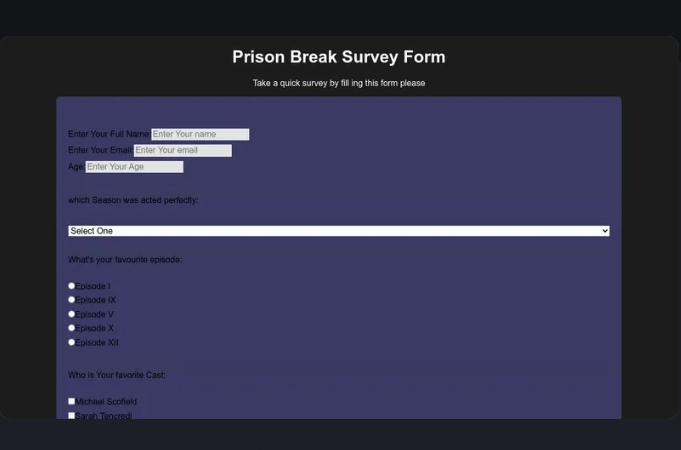 Prison Break Survey Form
Take a quick survey by fill ing this form please
Enter Your Full Name: Enter Your name
Enter Your Email: Enter Your email
Age: Enter Your Age
which Season was acted perfectly:
Select One
What's your favourite episode:
Episode I
Episode IX
Episode V
Episode X
Episode XII
Who is Your favorite Cast:
Michael Scofield
Sarah Tencredi